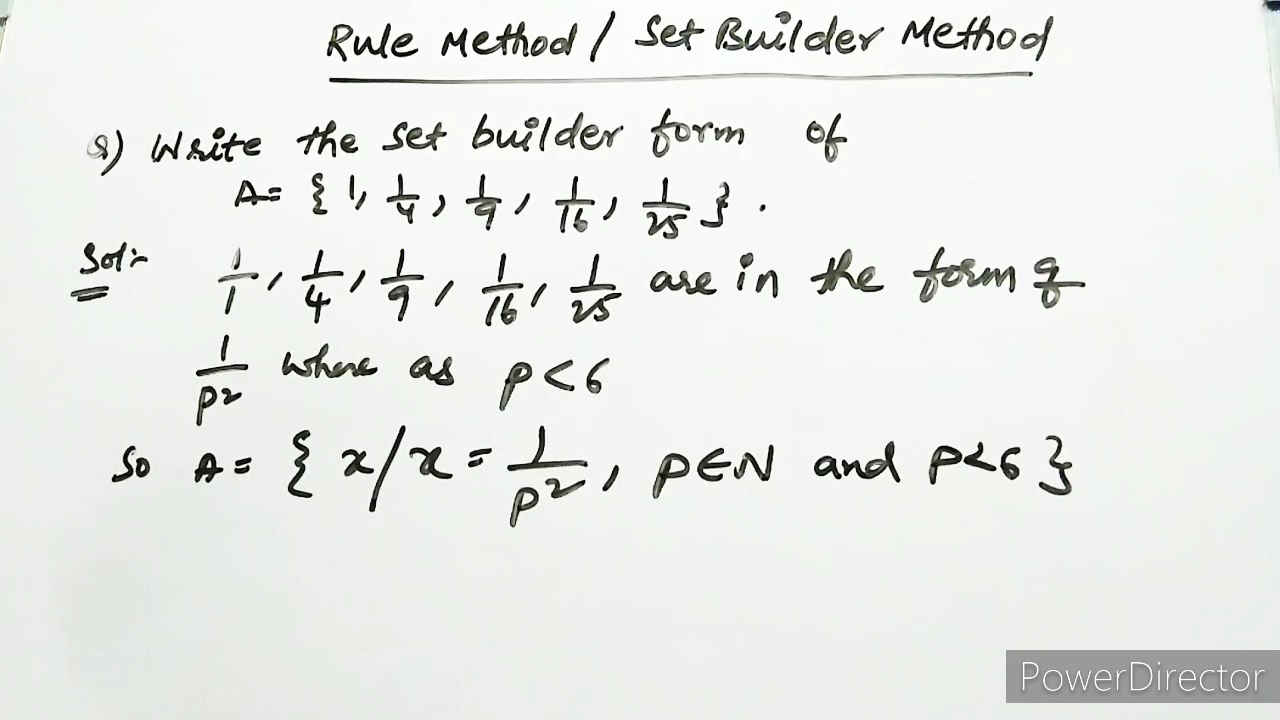 Rule Method / Set Builder Method
Q) Write the set builder form of
A = { 1, 1/4, 1/9, 1/16, 1/25 } .
Sol:-
1/1, 1/4, 1/9, 1/16, 1/25 are in the form of
1/p² where as p<6
So A = { x/x = 1/p², p∈N and p<6 }
PowerDirector